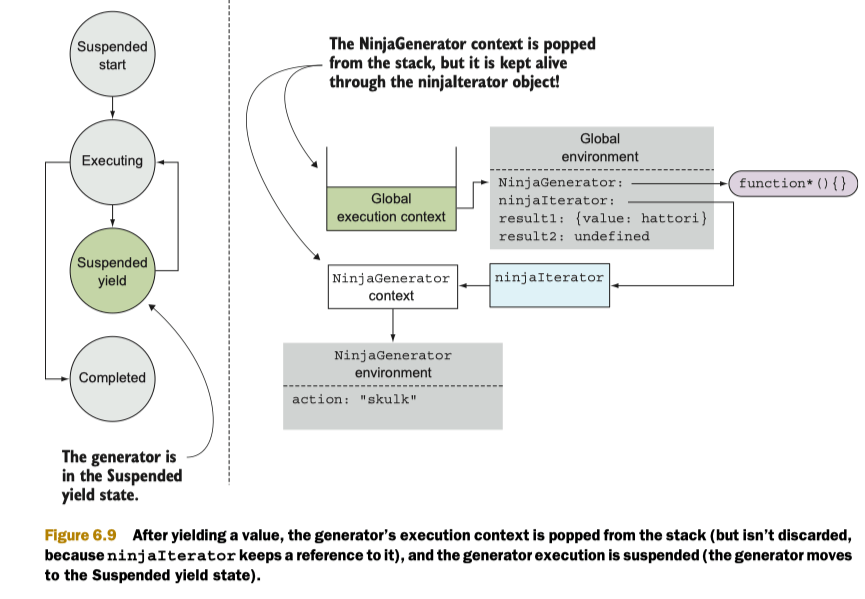 Suspended
start
Executing
Suspended
yield
Completed
The generator is
in the Suspended
yield state.
The NinjaGenerator context is popped
from the stack, but it is kept alive
through the ninjaIterator object!
Global
execution context
Global
environment
NinjaGenerator:
ninjaIterator:
result1: {value: hattori}
result2: undefined
function*(){}
NinjaGenerator
context
ninjaIterator
NinjaGenerator
environment
action: "skulk"
Figure 6.9 After yielding a value, the generator's execution context is popped from the stack (but isn't discarded,
because ninjaIterator keeps a reference to it), and the generator execution is suspended (the generator moves
to the Suspended yield state).